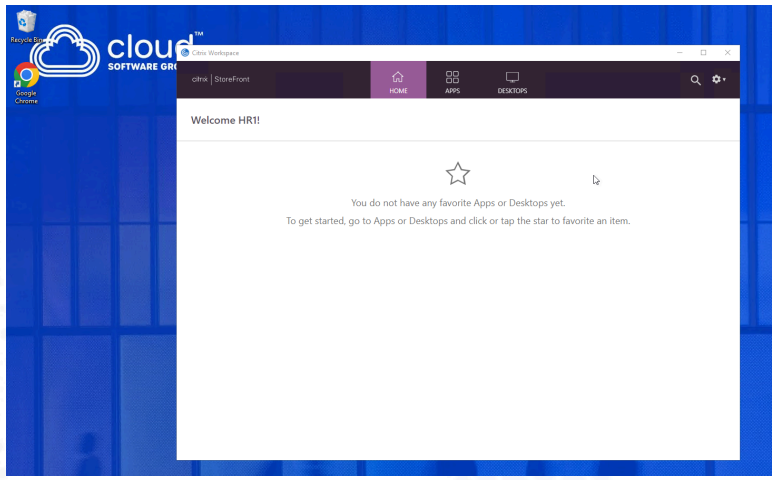 Recycle Bin
cloud™
SOFTWARE GR
Google
Chrome
Citrix Workspace
citrix | StoreFront
HOME
APPS
DESKTOPS
Welcome HR1!
You do not have any favorite Apps or Desktops yet.
To get started, go to Apps or Desktops and click or tap the star to favorite an item.